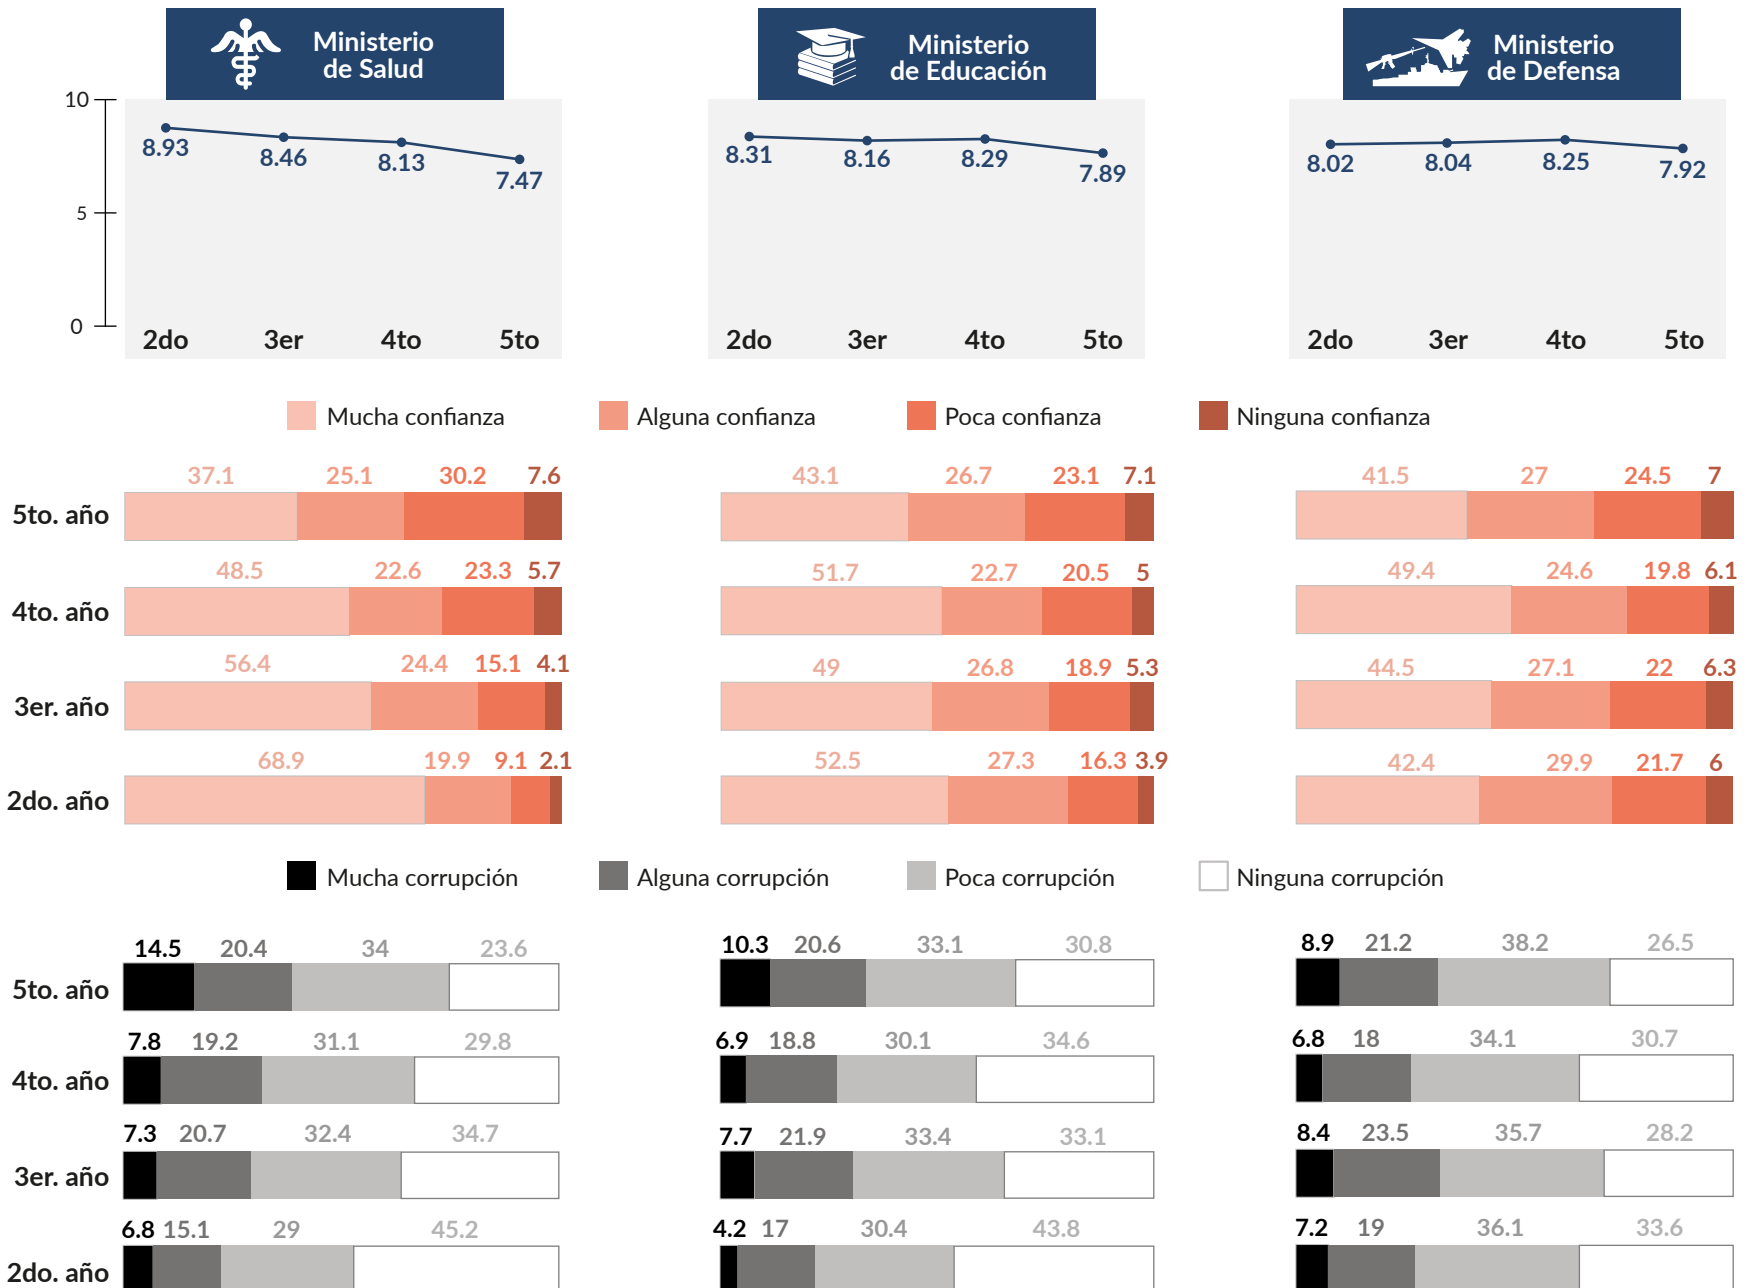 Ministerio
de Salud
Ministerio
de Educación
Ministerio
de Defensa
10
5
0
8.93 8.46 8.13 7.47
8.31 8.16 8.29 7.89
8.02 8.04 8.25 7.92
2do 3er 4to 5to
2do 3er 4to 5to
2do 3er 4to 5to
Mucha confianza Alguna confianza Poca confianza Ninguna confianza
37.1 25.1 30.2 7.6 43.1 26.7 23.1 7.1 41.5 27 24.5 7
5to. año
48.5 22.6 23.3 5.7 51.7 22.7 20.5 5 49.4 24.6 19.8 6.1
4to. año
56.4 24.4 15.1 4.1 49 26.8 18.9 5.3 44.5 27.1 22 6.3
3er. año
68.9 19.9 9.1 2.1 52.5 27.3 16.3 3.9 42.4 29.9 21.7 6
2do. año
Mucha corrupción Alguna corrupción Poca corrupción Ninguna corrupción
14.5 20.4 34 23.6 10.3 20.6 33.1 30.8 8.9 21.2 38.2 26.5
5to. año
7.8 19.2 31.1 29.8 6.9 18.8 30.1 34.6 6.8 18 34.1 30.7
4to. año
7.3 20.7 32.4 34.7 7.7 21.9 33.4 33.1 8.4 23.5 35.7 28.2
3er. año
6.8 15.1 29 45.2 4.2 17 30.4 43.8 7.2 19 36.1 33.6
2do. año